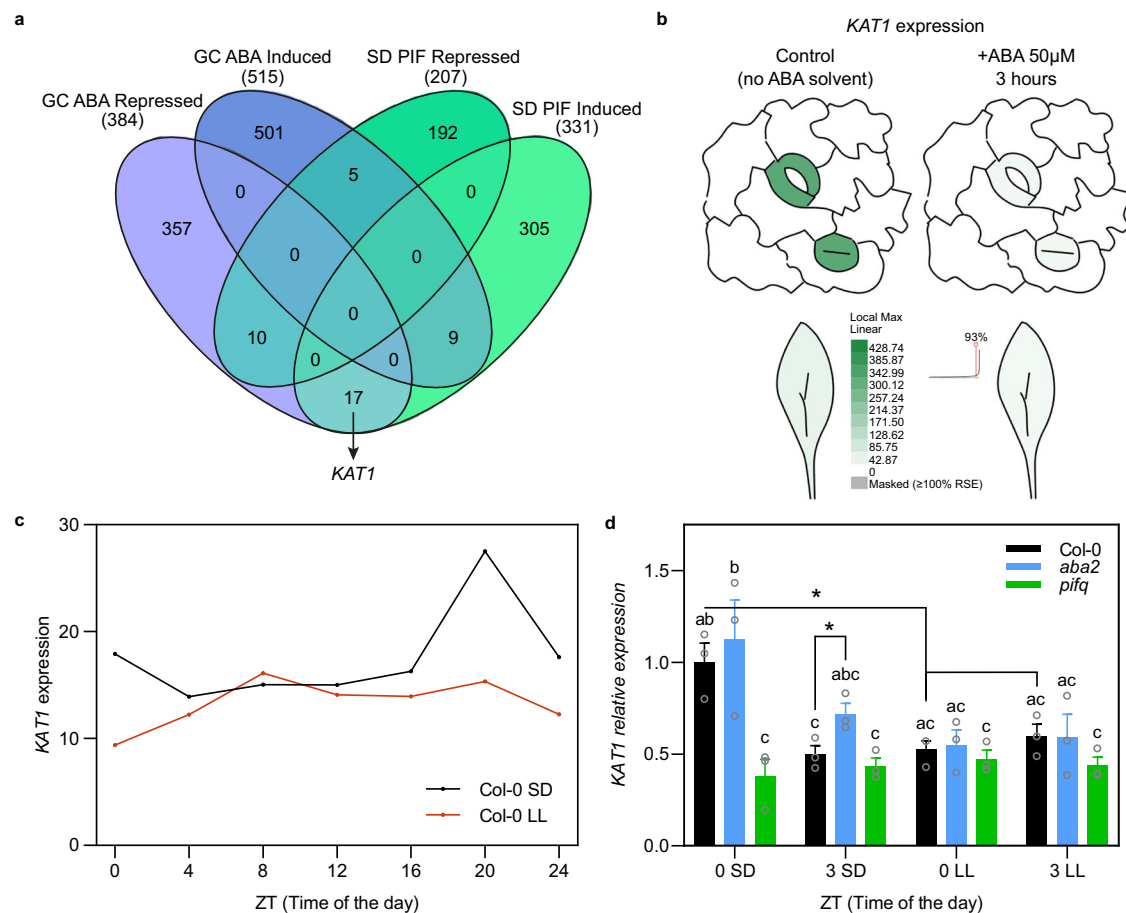 a
GC ABA Induced
(515)
SD PIF Repressed
(207)
GC ABA Repressed
(384)
SD PIF Induced
(331)
501
192
5
0
0
357
305
0
0
0
10
9
0
0
17
KAT1
b
KAT1 expression
Control
(no ABA solvent)
+ABA 50µM
3 hours
Local Max
Linear
428.74
385.87
342.99
300.12
257.24
214.37
171.50
128.62
85.75
42.87
0
Masked (≥100% RSE)
93%
c
KAT1 expression
30
20
10
0
Col-0 SD
Col-0 LL
0 4 8 12 16 20 24
ZT (Time of the day)
d
KAT1 relative expression
1.5
1.0
0.5
0.0
Col-0
aba2
pifq
ab b c
c abc c
ac ac c
ac ac c
*
*
0 SD 3 SD 0 LL 3 LL
ZT (Time of the day)